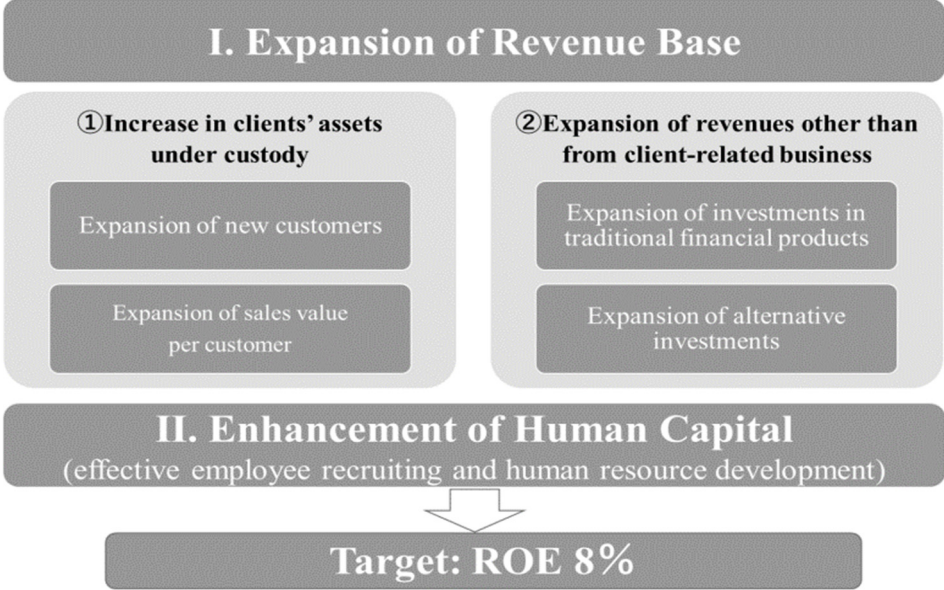 I. Expansion of Revenue Base
①Increase in clients’ assets
under custody
Expansion of new customers
Expansion of sales value
per customer
②Expansion of revenues other than
from client-related business
Expansion of investments in
traditional financial products
Expansion of alternative
investments
II. Enhancement of Human Capital
(effective employee recruiting and human resource development)
Target: ROE 8%